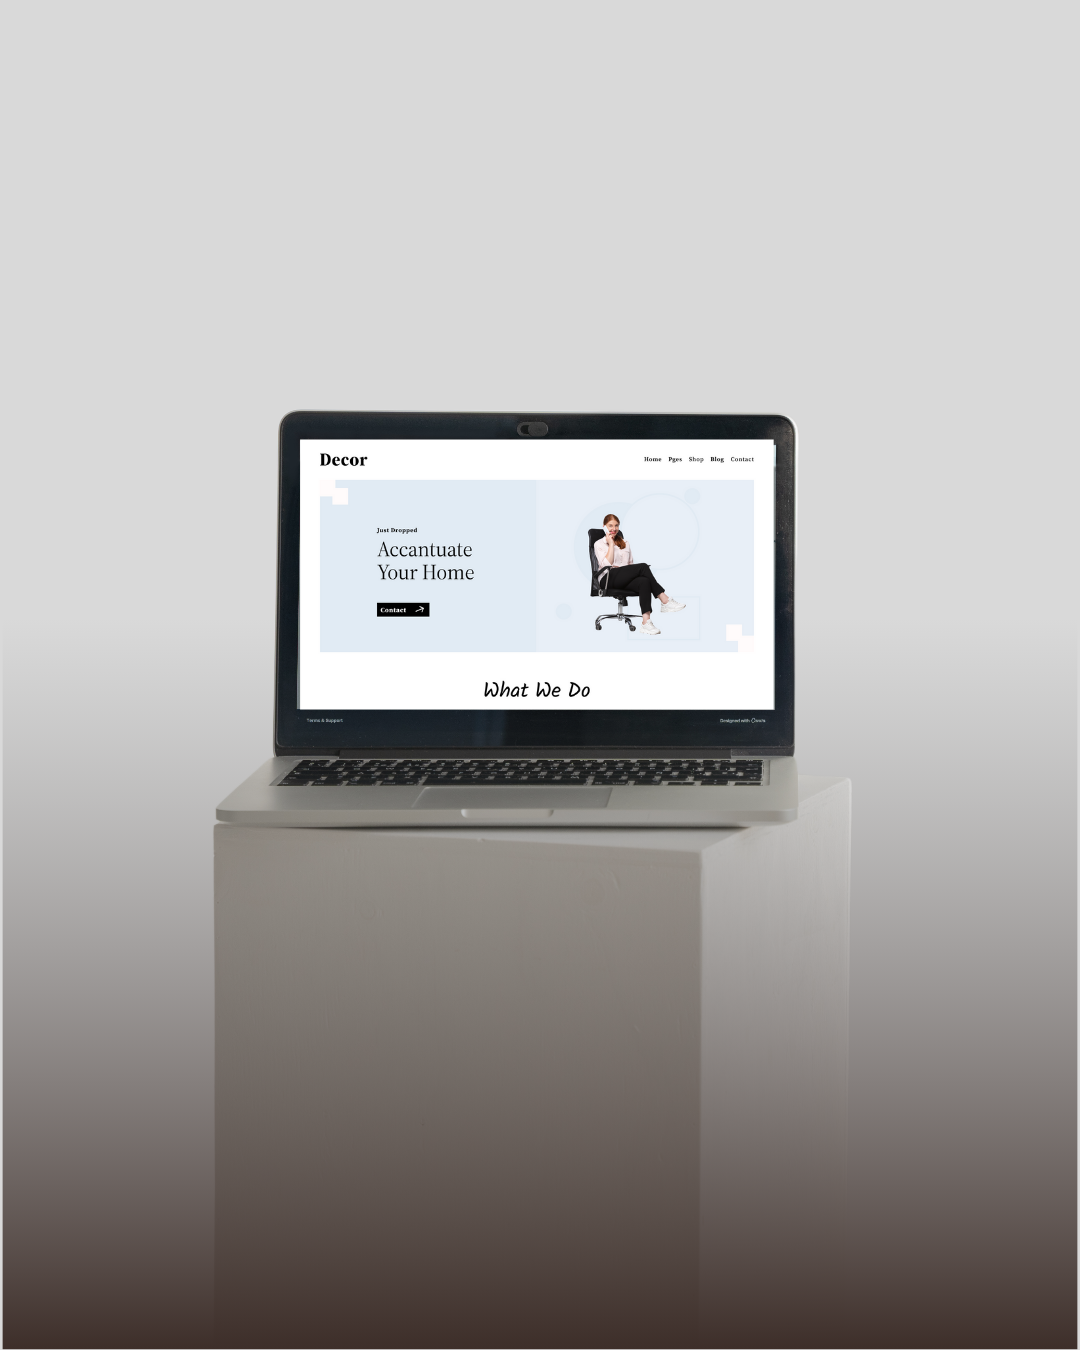 Decor
Home Pges Shop Blog Contact
Just Dropped
Accantuate
Your Home
Contact
What We Do
Terms & Support
Designed with